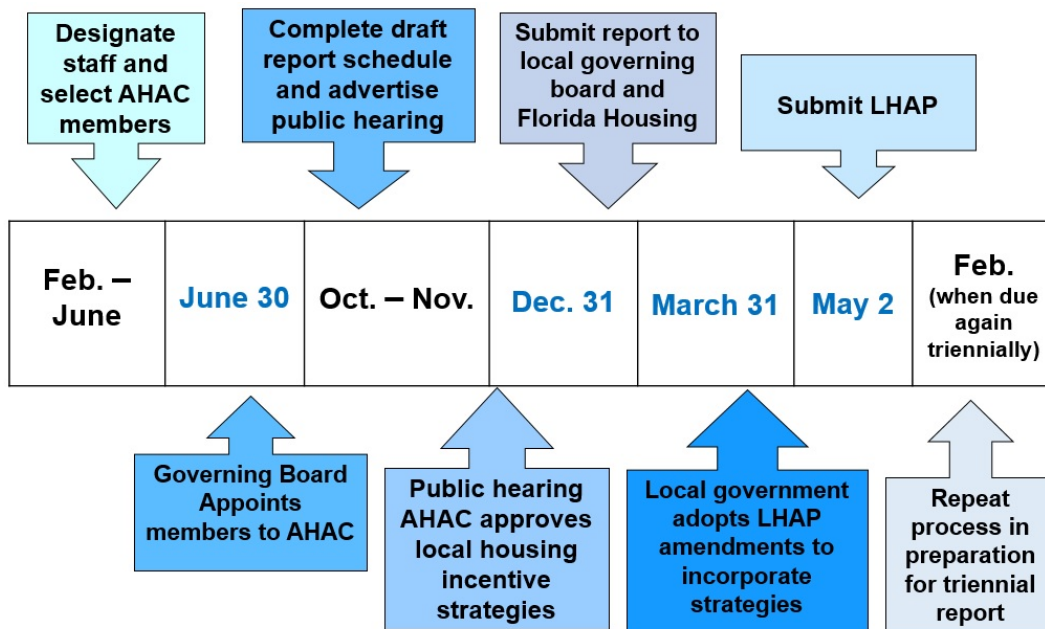 Designate
staff and
select AHAC
members
Complete draft
report schedule
and advertise
public hearing
Submit report to
local governing
board and
Florida Housing
Submit LHAP
Feb. –
June
June 30
Oct. – Nov.
Dec. 31
March 31
May 2
Feb.
(when due
again
triennially)
Governing Board
Appoints
members to AHAC
Public hearing
AHAC approves
local housing
incentive
strategies
Local government
adopts LHAP
amendments to
incorporate
strategies
Repeat
process in
preparation
for triennial
report